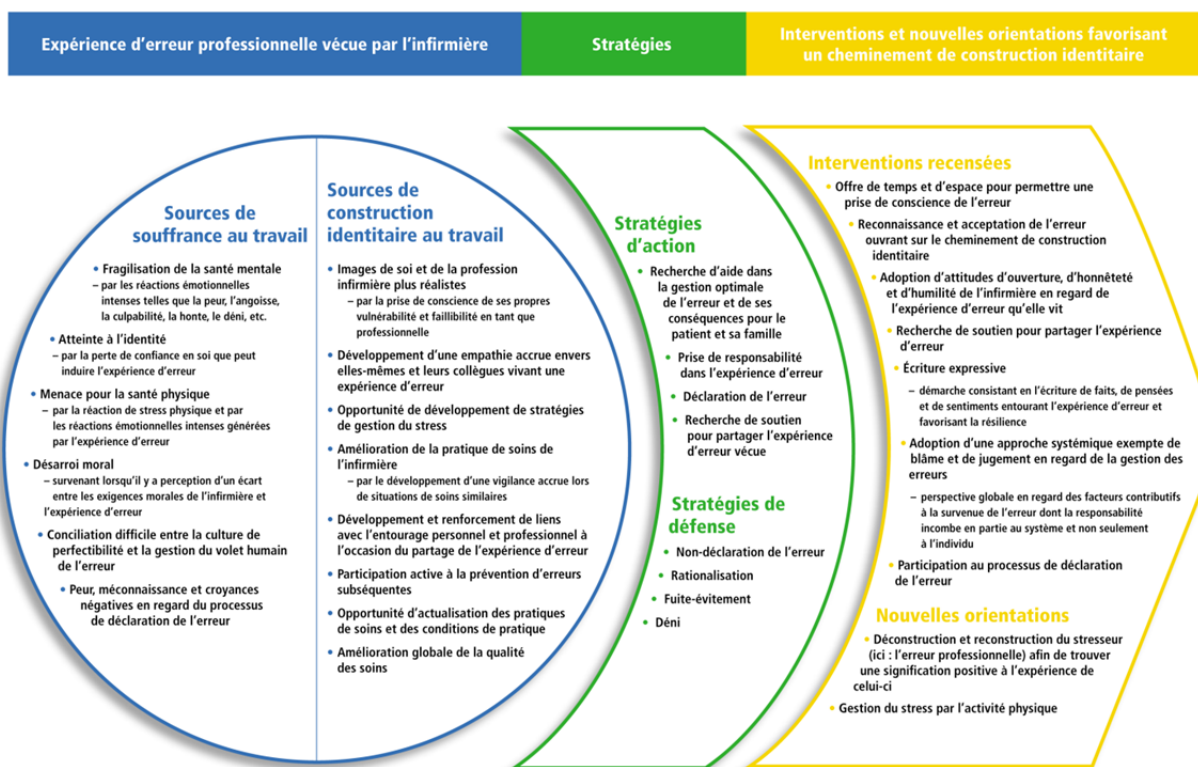 Expérience d'erreur professionnelle vécue par l'infirmière
Stratégies
Interventions et nouvelles orientations favorisant
un cheminement de construction identitaire
Sources de
souffrance au travail
• Fragilisation de la santé mentale
– par les réactions émotionnelles
intenses telles que la peur, l'angoisse,
la culpabilité, la honte, le déni, etc.
• Atteinte à l'identité
– par la perte de confiance en soi que peut
induire l'expérience d'erreur
• Menace pour la santé physique
– par la réaction de stress physique et par
les réactions émotionnelles intenses générées
par l'expérience d'erreur
• Désarroi moral
– survenant lorsqu'il y a perception d'un écart
entre les exigences morales de l'infirmière et
l'expérience d'erreur
• Conciliation difficile entre la culture de
perfectibilité et la gestion du volet humain
de l'erreur
• Peur, méconnaissance et croyances
négatives en regard du processus
de déclaration de l'erreur
Sources de
construction
identitaire au travail
• Images de soi et de la profession
infirmière plus réalistes
– par la prise de conscience de ses propres
vulnérabilité et faillibilité en tant que
professionnelle
• Développement d'une empathie accrue envers
elles-mêmes et leurs collègues vivant une
expérience d'erreur
• Opportunité de développement de stratégies
de gestion du stress
• Amélioration de la pratique de soins de
l'infirmière
– par le développement d'une vigilance accrue lors
de situations de soins similaires
• Développement et renforcement de liens
avec l'entourage personnel et professionnel à
l'occasion du partage de l'expérience d'erreur
• Participation active à la prévention d'erreurs
subséquentes
• Opportunité d'actualisation des pratiques
de soins et des conditions de pratique
• Amélioration globale de la qualité
des soins
Stratégies
d'action
• Recherche d'aide dans
la gestion optimale
de l'erreur et de ses
conséquences pour le
patient et sa famille
• Prise de responsabilité
dans l'expérience d'erreur
• Déclaration de l'erreur
• Recherche de soutien
pour partager l'expérience
d'erreur vécue
Stratégies de
défense
• Non-déclaration de l'erreur
• Rationalisation
• Fuite-évitement
• Déni
Interventions recensées
• Offre de temps et d'espace pour permettre une
prise de conscience de l'erreur
• Reconnaissance et acceptation de l'erreur
ouvrant sur le cheminement de construction
identitaire
• Adoption d'attitudes d'ouverture, d'honnêteté
et d'humilité de l'infirmière en regard de
l'expérience d'erreur qu'elle vit
• Recherche de soutien pour partager l'expérience
d'erreur
• Écriture expressive
– démarche consistant en l'écriture de faits, de pensées
et de sentiments entourant l'expérience d'erreur et
favorisant la résilience
• Adoption d'une approche systémique exempte de
blâme et de jugement en regard de la gestion des
erreurs
– perspective globale en regard des facteurs contributifs
à la survenue de l'erreur dont la responsabilité
incombe en partie au système et non seulement
à l'individu
• Participation au processus de déclaration
de l'erreur
Nouvelles orientations
• Déconstruction et reconstruction du stresseur
(ici : l'erreur professionnelle) afin de trouver
une signification positive à l'expérience de
celui-ci
• Gestion du stress par l'activité physique